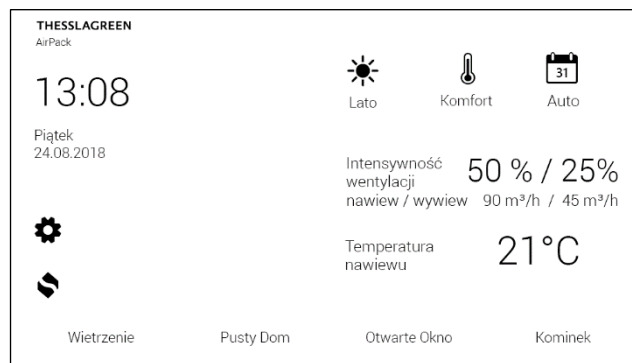 THESSLAGREEN
AirPack
13:08
Piątek
24.08.2018
Lato
Komfort
31
Auto
Intensywność
wentylacji
nawiew / wywiew
50 % / 25%
90 m³/h / 45 m³/h
Temperatura
nawiewu
21°C
Wietrzenie
Pusty Dom
Otwarte Okno
Kominek